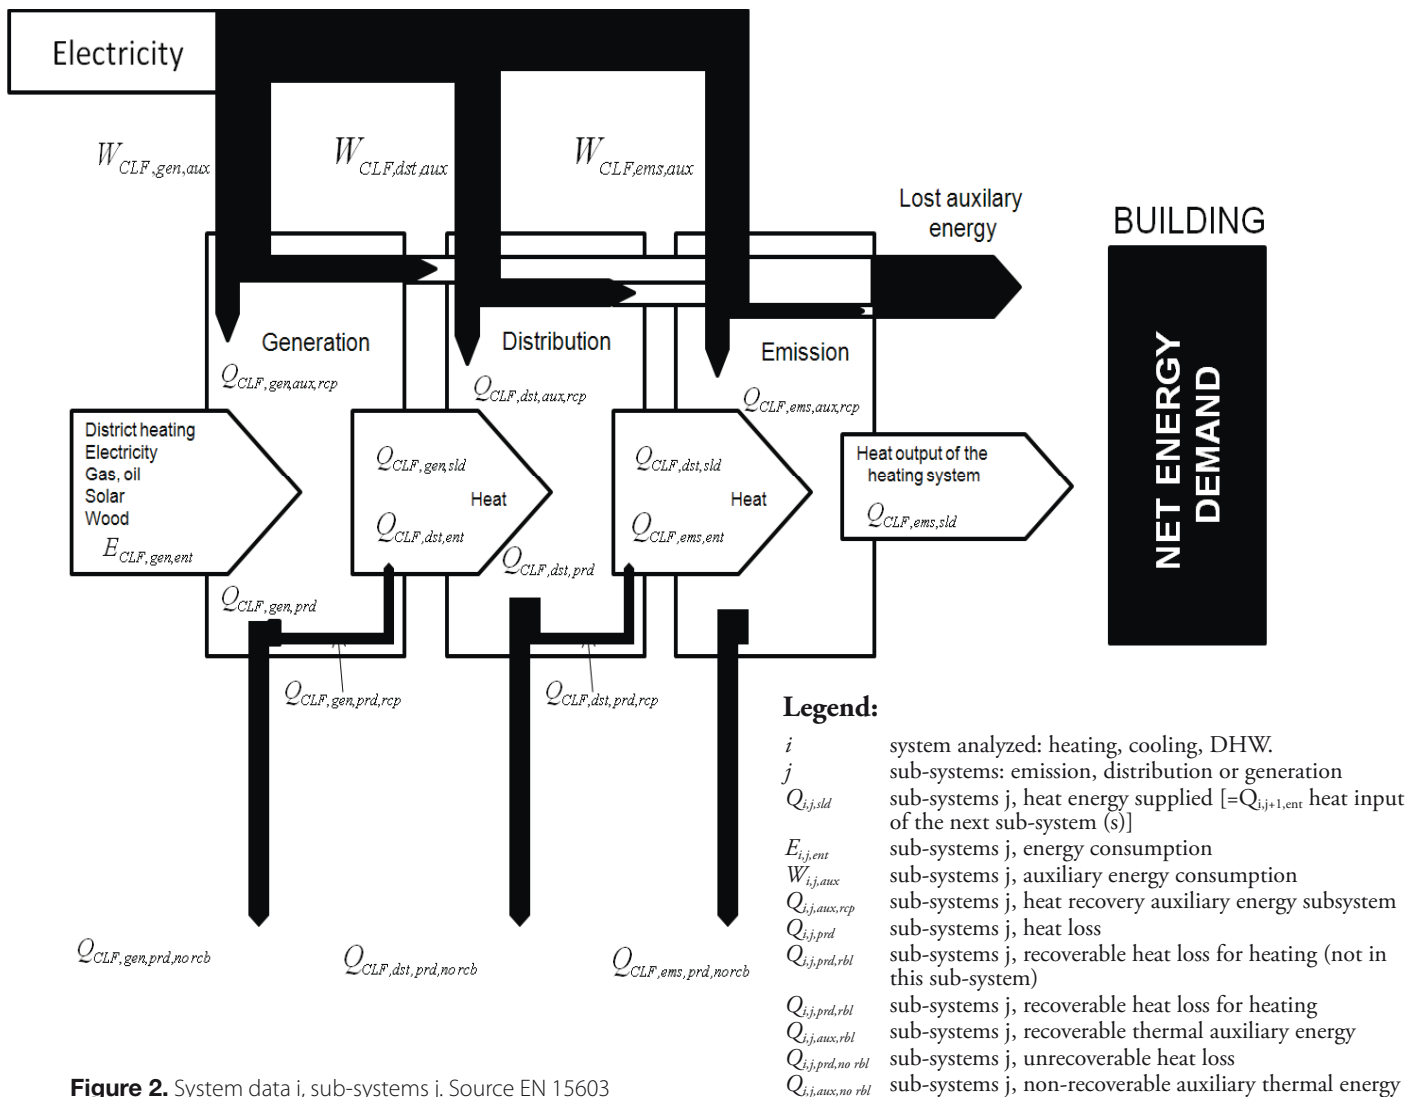 Electricity
W CLF,gen,aux
W CLF,dst,aux
W CLF,ems,aux
Lost auxilary
energy
BUILDING
Generation
Distribution
Emission
Q CLF,gen,aux,rcp
Q CLF,dst,aux,rcp
Q CLF,ems,aux,rcp
District heating
Electricity
Gas, oil
Solar
Wood
E CLF,gen,ent
Q CLF,gen,sld
Heat
Q CLF,dst,ent
Q CLF,dst,sld
Heat
Q CLF,ems,ent
Heat output of the
heating system
Q CLF,ems,sld
NET ENERGY
DEMAND
Q CLF,gen,prd
Q CLF,dst,prd
Q CLF,gen,prd,rcp
Q CLF,dst,prd,rcp
Q CLF,gen,prd,norcb
Q CLF,dst,prd,norcb
Q CLF,ems,prd,norcb
Legend:
i system analyzed: heating, cooling, DHW.
j sub-systems: emission, distribution or generation
Q i,j,sld sub-systems j, heat energy supplied [=Q i,j+1,ent heat input
of the next sub-system (s)]
E i,j,ent sub-systems j, energy consumption
W i,j,aux sub-systems j, auxiliary energy consumption
Q i,j,aux,rcp sub-systems j, heat recovery auxiliary energy subsystem
Q i,j,prd sub-systems j, heat loss
Q i,j,prd,rbl sub-systems j, recoverable heat loss for heating (not in
this sub-system)
Q i,j,prd,rbl sub-systems j, recoverable heat loss for heating
Q i,j,aux,rbl sub-systems j, recoverable thermal auxiliary energy
Q i,j,prd,no rbl sub-systems j, unrecoverable heat loss
Q i,j,aux,no rbl sub-systems j, non-recoverable auxiliary thermal energy
Figure 2. System data i, sub-systems j. Source EN 15603